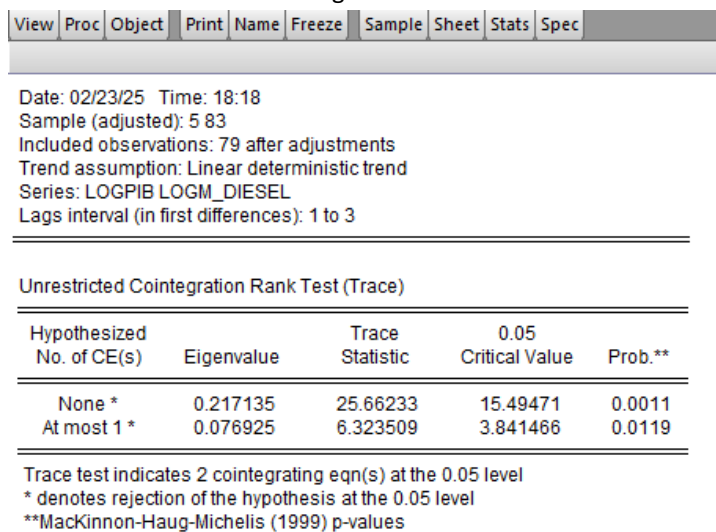 View Proc Object Print Name Freeze Sample Sheet Stats Spec
Date: 02/23/25 Time: 18:18
Sample (adjusted): 5 83
Included observations: 79 after adjustments
Trend assumption: Linear deterministic trend
Series: LOGPIB LOGM_DIESEL
Lags interval (in first differences): 1 to 3
Unrestricted Cointegration Rank Test (Trace)
Hypothesized Trace 0.05
No. of CE(s) Eigenvalue Statistic Critical Value Prob.**
None * 0.217135 25.66233 15.49471 0.0011
At most 1 * 0.076925 6.323509 3.841466 0.0119
Trace test indicates 2 cointegrating eqn(s) at the 0.05 level
* denotes rejection of the hypothesis at the 0.05 level
**MacKinnon-Haug-Michelis (1999) p-values